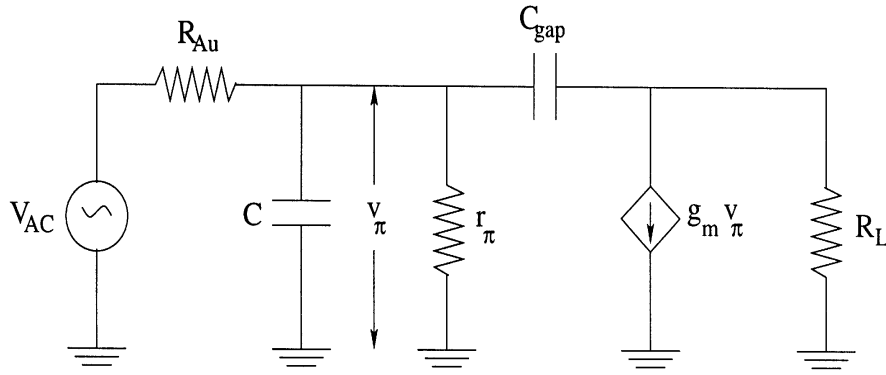 R_Au
C_gap
V_AC
C
v_π
r_π
g_m v_π
R_L